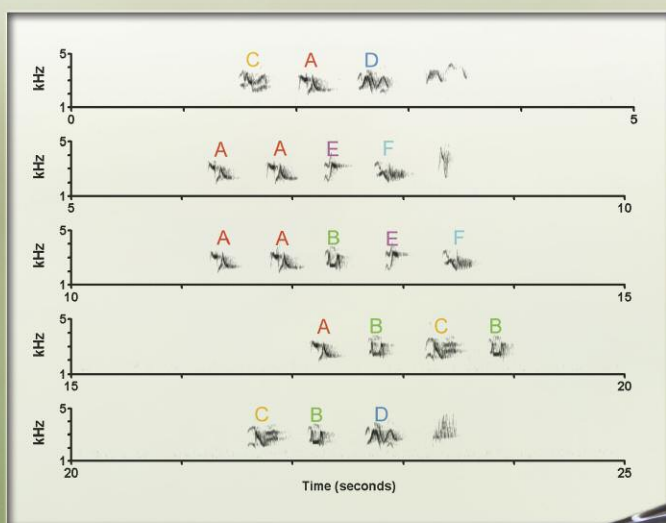 C A D
5
kHz
1
0 5
A A E F
5
kHz
1
5 10
A A B E F
5
kHz
1
10 15
A B C B
5
kHz
1
15 20
C B D
5
kHz
1
20 25
Time (seconds)